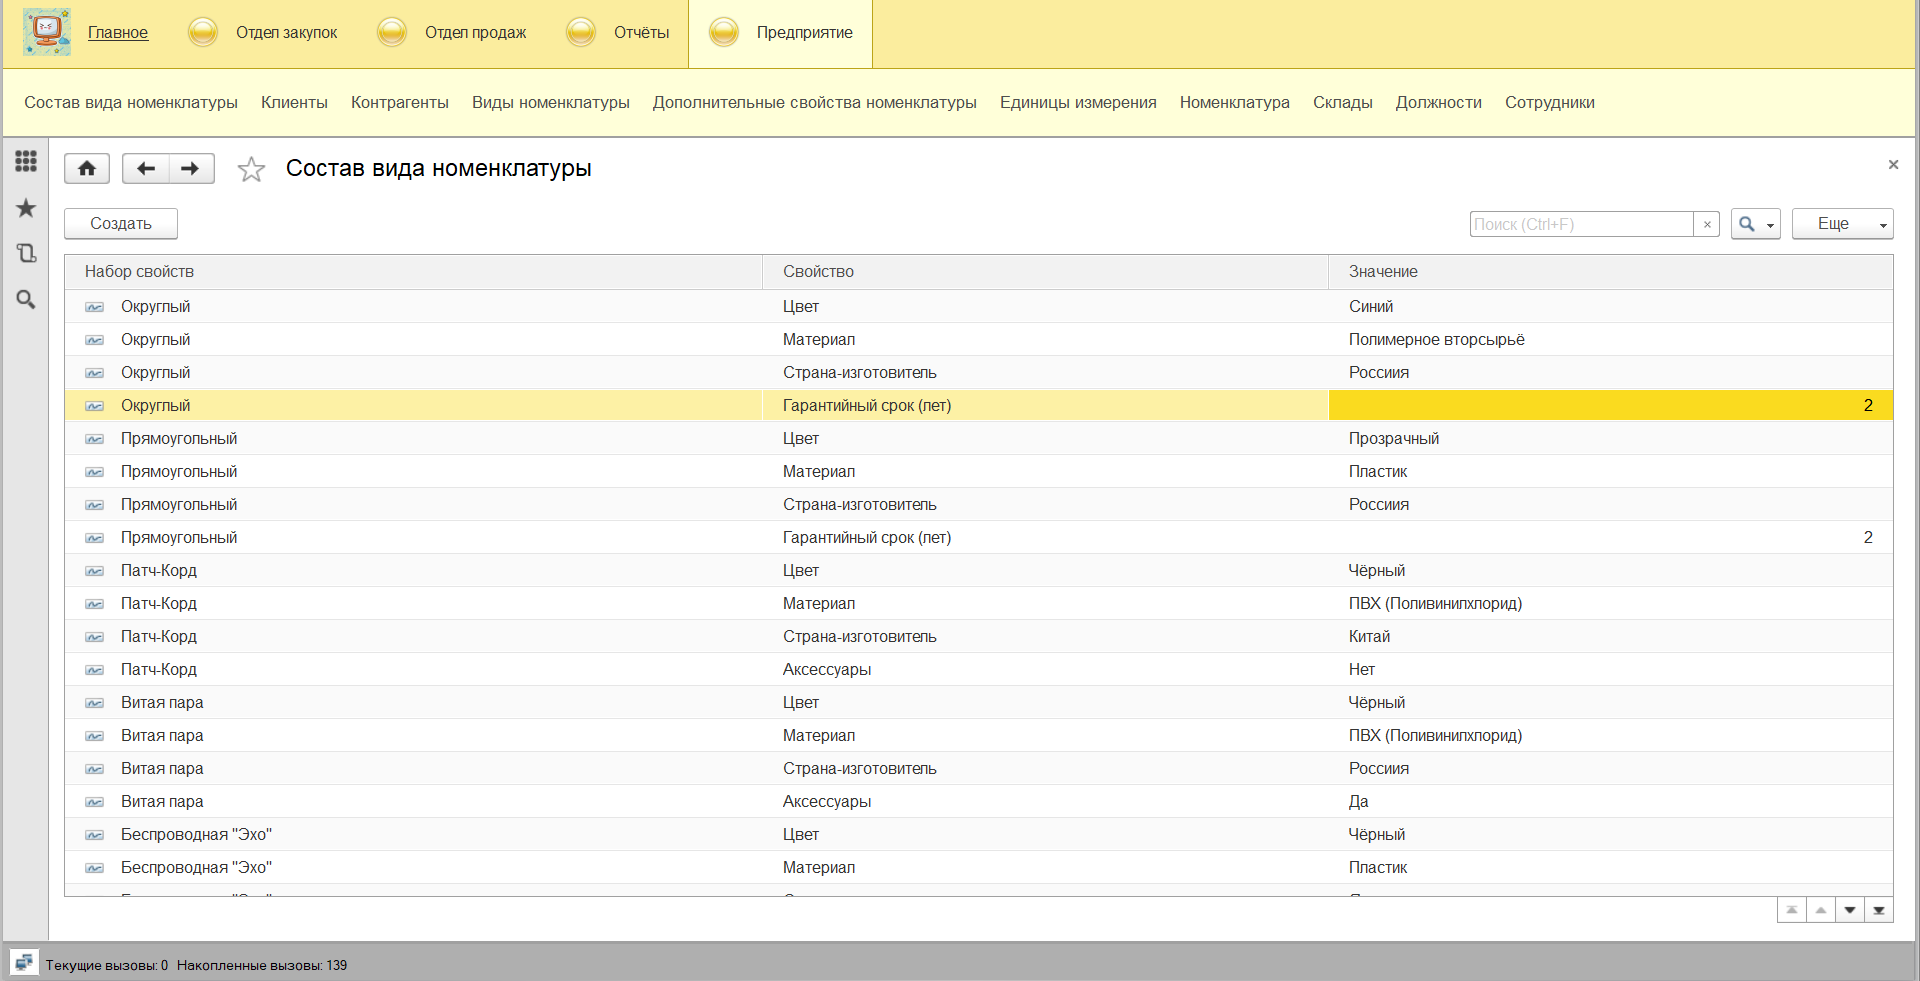 Главное Отдел закупок Отдел продаж Отчёты Предприятие
Состав вида номенклатуры Клиенты Контрагенты Виды номенклатуры Дополнительные свойства номенклатуры Единицы измерения Номенклатура Склады Должности Сотрудники
Состав вида номенклатуры
Создать Поиск (Ctrl+F) × Еще
Набор свойств Свойство Значение
Округлый Цвет Синий
Округлый Материал Полимерное вторсырьё
Округлый Страна-изготовитель Россиия
Округлый Гарантийный срок (лет) 2
Прямоугольный Цвет Прозрачный
Прямоугольный Материал Пластик
Прямоугольный Страна-изготовитель Россиия
Прямоугольный Гарантийный срок (лет) 2
Патч-Корд Цвет Чёрный
Патч-Корд Материал ПВХ (Поливинилхлорид)
Патч-Корд Страна-изготовитель Китай
Патч-Корд Аксессуары Нет
Витая пара Цвет Чёрный
Витая пара Материал ПВХ (Поливинилхлорид)
Витая пара Страна-изготовитель Россиия
Витая пара Аксессуары Да
Беспроводная "Эхо" Цвет Чёрный
Беспроводная "Эхо" Материал Пластик
Текущие вызовы: 0 Накопленные вызовы: 139